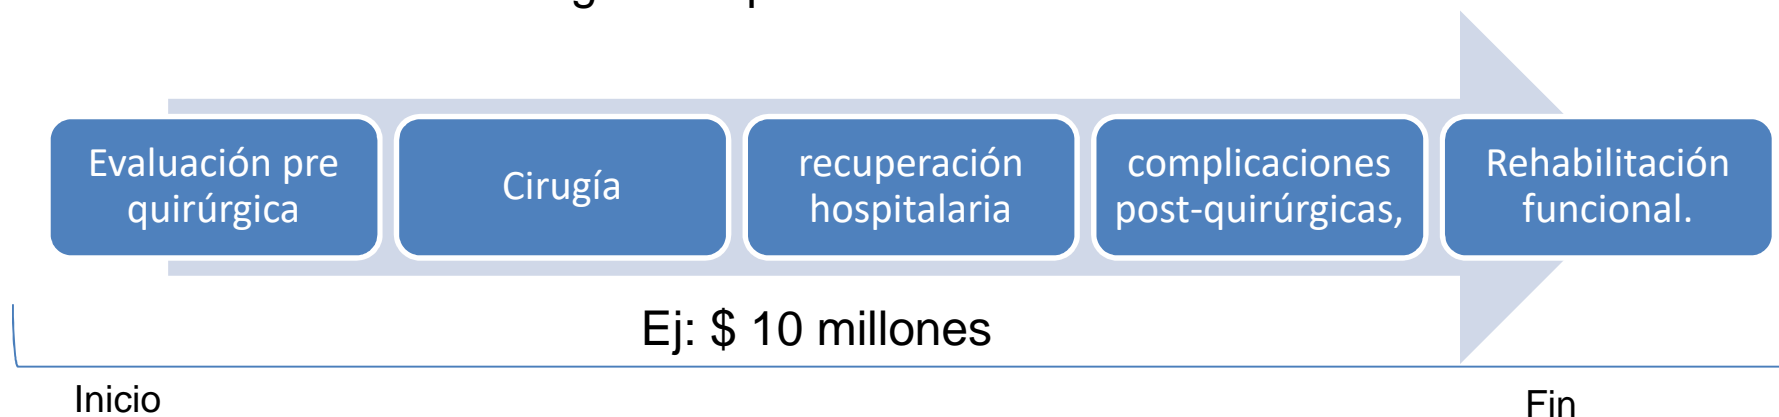 Evaluación pre
quirúrgica
Cirugía
recuperación
hospitalaria
complicaciones
post-quirúrgicas,
Rehabilitación
funcional.
Ej: $ 10 millones
Inicio
Fin